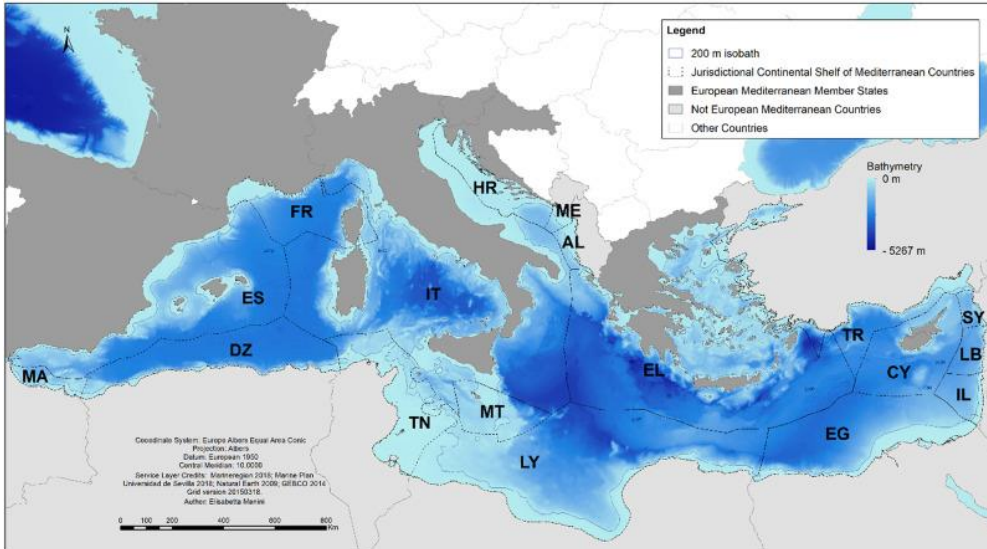 N
Legend
200 m isobath
Jurisdictional Continental Shelf of Mediterranean Countries
European Mediterranean Member States
Not European Mediterranean Countries
Other Countries
Bathymetry
0 m
- 5267 m
HR
ME
AL
FR
IT
ES
DZ
MA
TN
MT
LY
EL
TR
CY
SY
LB
IL
EG
Coordinate System: Europe Albers Equal Area Conic
Projection: Albers
Datum: European 1950
Central Meridian: 10.0000
Service Layer Credits: Marineregion 2018; Marine Plan
Universidad de Sevilla 2018; Natural Earth 2009; GEBCO 2014
Grid version 20150318.
Author: Elisabetta Manini
0 100 200 400 600 800
Km